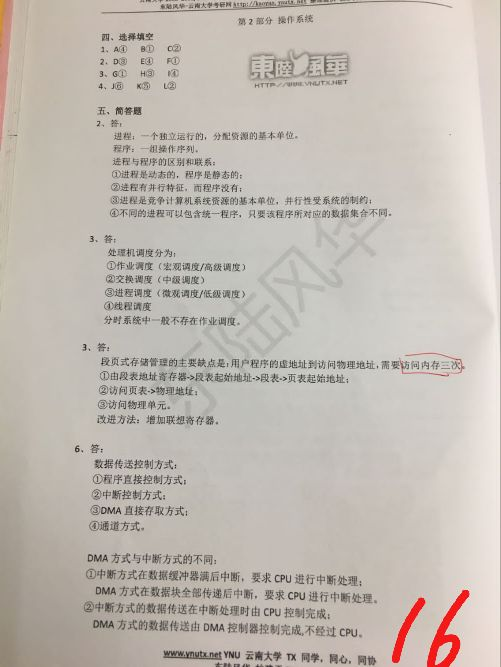 东陆风华-云南大学考研网 http://kaoyan.ynutx.net
第 2 部分 操作系统
四、选择填空
1、A④ B① C②
2、D③ E④ F①
3、G① H③ I④
4、J⑥ K⑤ L②
東陸風華
HTTP://WWW.YNUTX.NET
五、简答题
2、答：
进程：一个独立运行的，分配资源的基本单位。
程序：一组操作序列。
进程与程序的区别和联系：
①进程是动态的，程序是静态的；
②进程有并行特征，而程序没有；
③进程是竞争计算机系统资源的基本单位，并行性受系统的制约；
④不同的进程可以包含统一程序，只要该程序所对应的数据集合不同。
3、答：
处理机调度分为：
①作业调度（宏观调度/高级调度）
②交换调度（中级调度）
③进程调度（微观调度/低级调度）
④线程调度
分时系统中一般不存在作业调度。
3、答：
段页式存储管理的主要缺点是：用户程序的虚地址到访问物理地址，需要访问内存三次。
①由段表地址寄存器->段表起始地址->段表->页表起始地址；
②访问页表->物理地址；
③访问物理单元。
改进方法：增加联想寄存器。
6、答：
数据传送控制方式：
①程序直接控制方式；
②中断控制方式；
③DMA 直接存取方式；
④通道方式。
DMA 方式与中断方式的不同：
①中断方式在数据缓冲器满后中断，要求 CPU 进行中断处理；
DMA 方式在数据块全部传递后中断，要求 CPU 进行中断处理。
②中断方式的数据传送在中断处理时由 CPU 控制完成；
DMA 方式的数据传送由 DMA 控制器控制完成,不经过 CPU。
www.ynutx.net YNU 云南大学 TX 同学，同心，同协
16
东陆风华